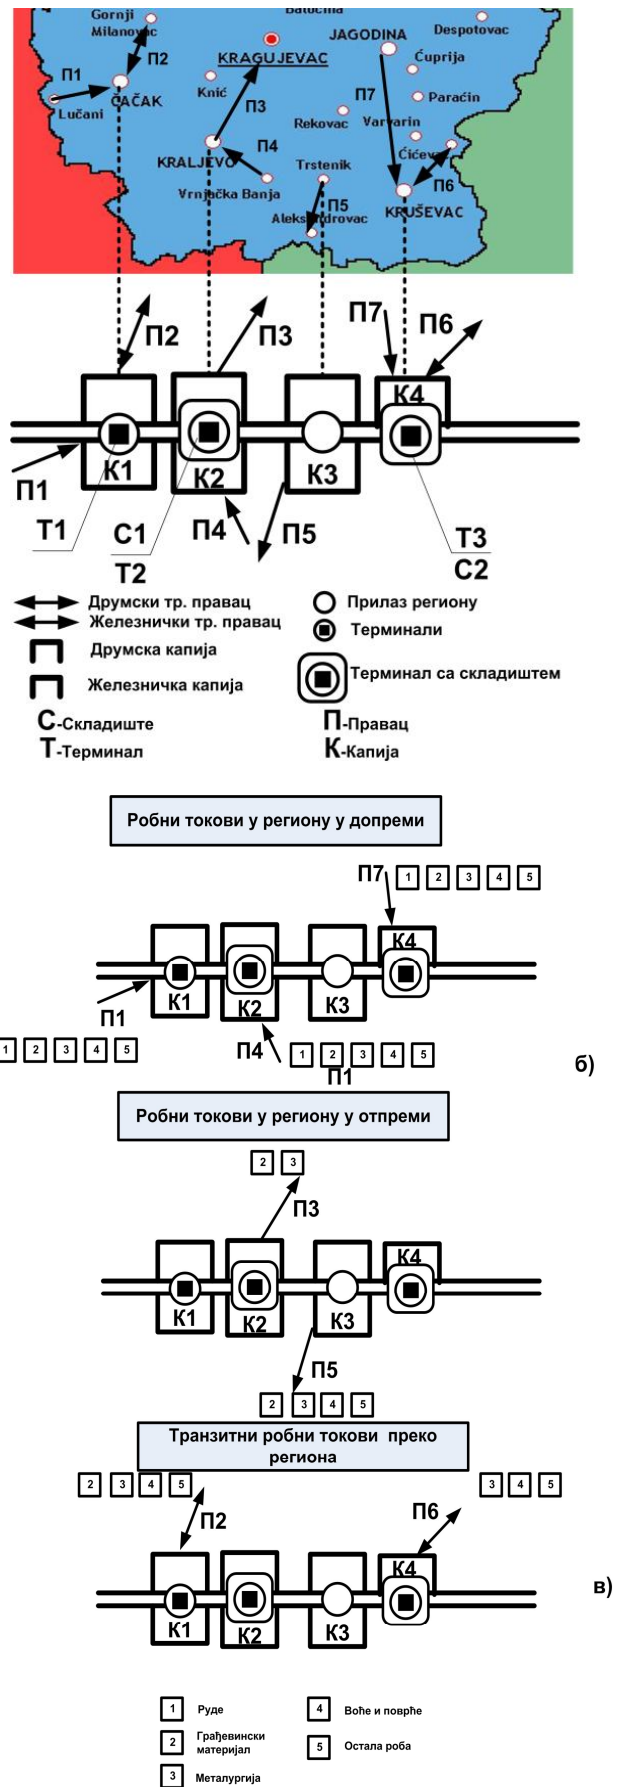 Batočina
Gornji
Milanovac
JAGODINA
Despotovac
П2
KRAGUJEVAC
Ćuprija
П1
Knić
П7
Paraćin
ČAČAK
Lučani
П3
Rekovac
Varvarin
П4
KRALJEVO
Trstenik
Ćićevac
Vrnjačka Banja
П5
П6
Aleksandrovac
KRUŠEVAC
П2
П3
П7
П6
К4
К1
К2
К3
П1
Т1
С1
Т2
П4
П5
Т3
С2
Друмски тр. правац
Железнички тр. правац
Друмска капија
Железничка капија
С-Складиште
Т-Терминал
Прилаз региону
Терминали
Терминал са складиштем
П-Правац
К-Капија
Робни токови у региону у допреми
П7 1 2 3 4 5
К4
К1
К2
К3
П1
1 2 3 4 5
П4 1 2 3 4 5
П1
б)
Робни токови у региону у отпреми
2 3
П3
К4
К1
К2
К3
П5
2 3 4 5
Транзитни робни токови преко
региона
2 3 4 5
3 4 5
П2
П6
К4
К1
К2
К3
в)
1 Руде
2 Грађевински
материјал
3 Металургија
4 Воће и поврће
5 Остала роба